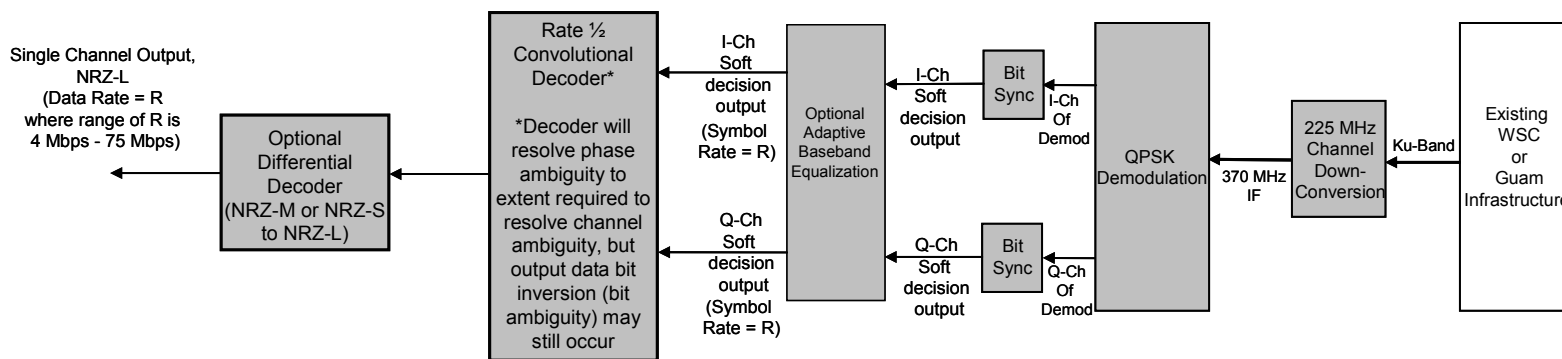 Single Channel Output,
NRZ-L
(Data Rate = R
where range of R is
4 Mbps - 75 Mbps)
Optional
Differential
Decoder
(NRZ-M or NRZ-S
to NRZ-L)
Rate ½
Convolutional
Decoder*
*Decoder will
resolve phase
ambiguity to
extent required to
resolve channel
ambiguity, but
output data bit
inversion (bit
ambiguity) may
still occur
I-Ch
Soft
decision
output
(Symbol
Rate = R)
Q-Ch
Soft
decision
output
(Symbol
Rate = R)
Optional
Adaptive
Baseband
Equalization
I-Ch
Soft
decision
output
Q-Ch
Soft
decision
output
Bit
Sync
Bit
Sync
I-Ch
Of
Demod
Q-Ch
Of
Demod
QPSK
Demodulation
370 MHz
IF
225 MHz
Channel
Down-
Conversion
Ku-Band
Existing
WSC
or
Guam
Infrastructure